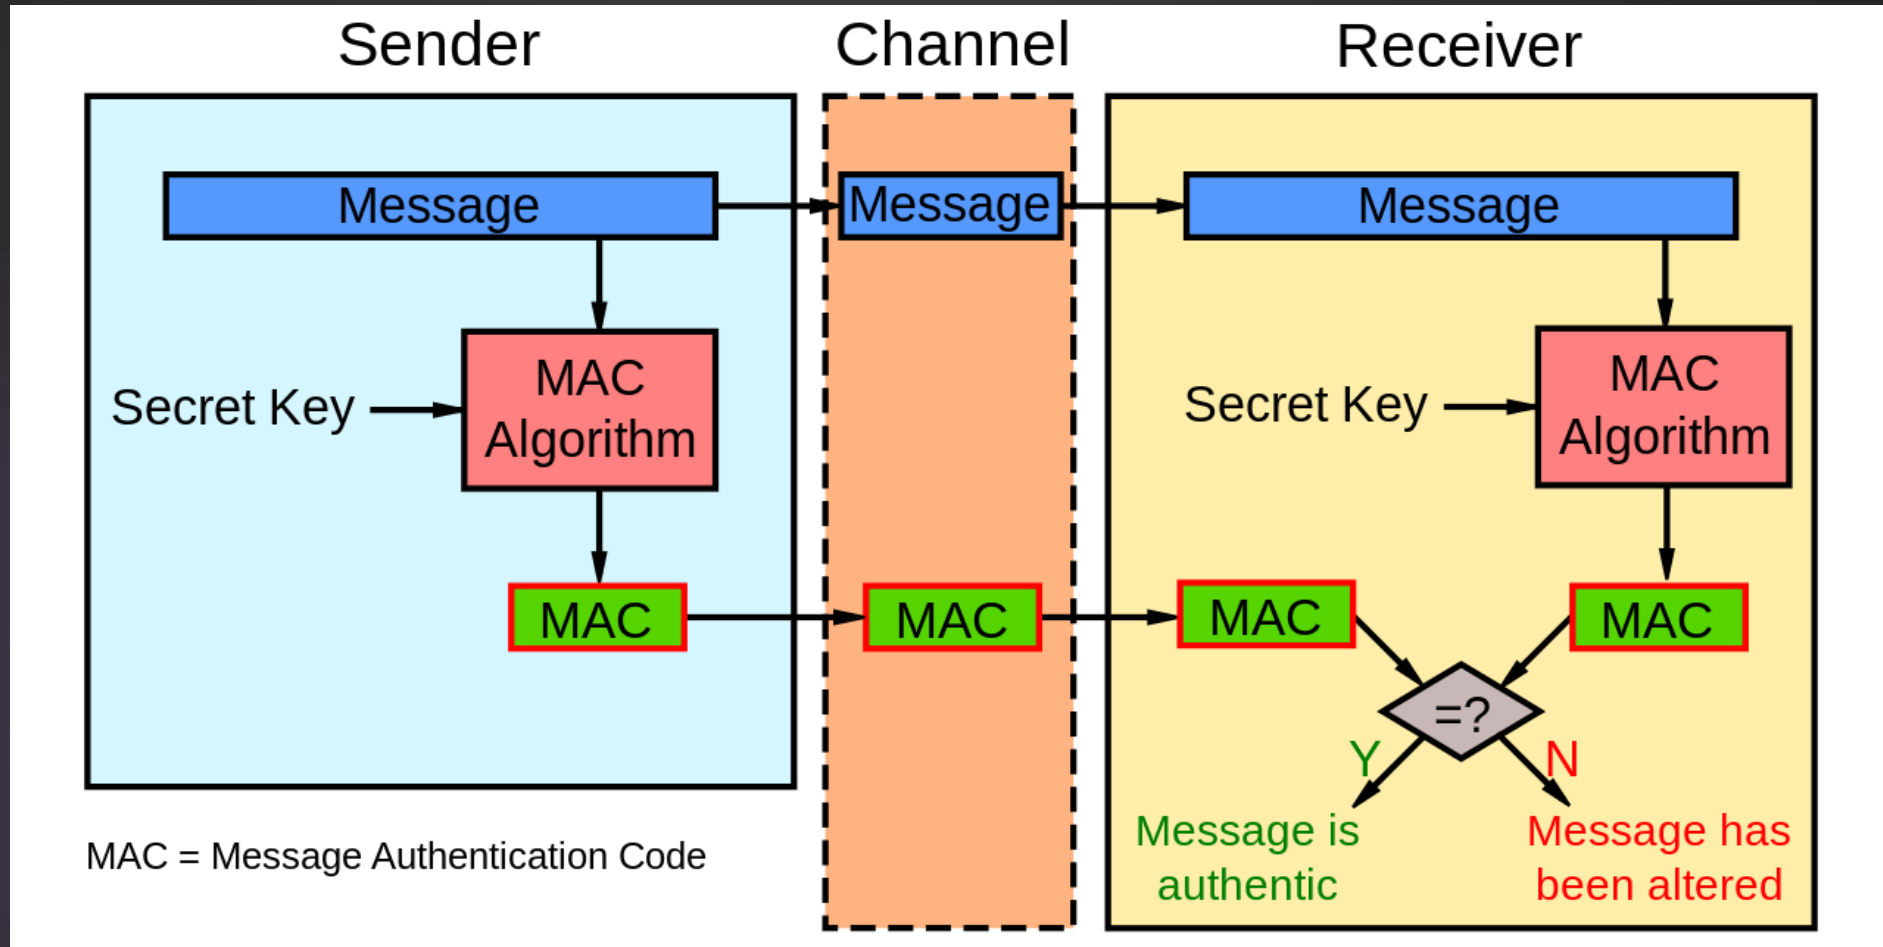 Sender
Channel
Receiver
Message
Message
Message
Secret Key
MAC
Algorithm
Secret Key
MAC
Algorithm
MAC
MAC
MAC
MAC
=?
Y
N
Message is
authentic
Message has
been altered
MAC = Message Authentication Code